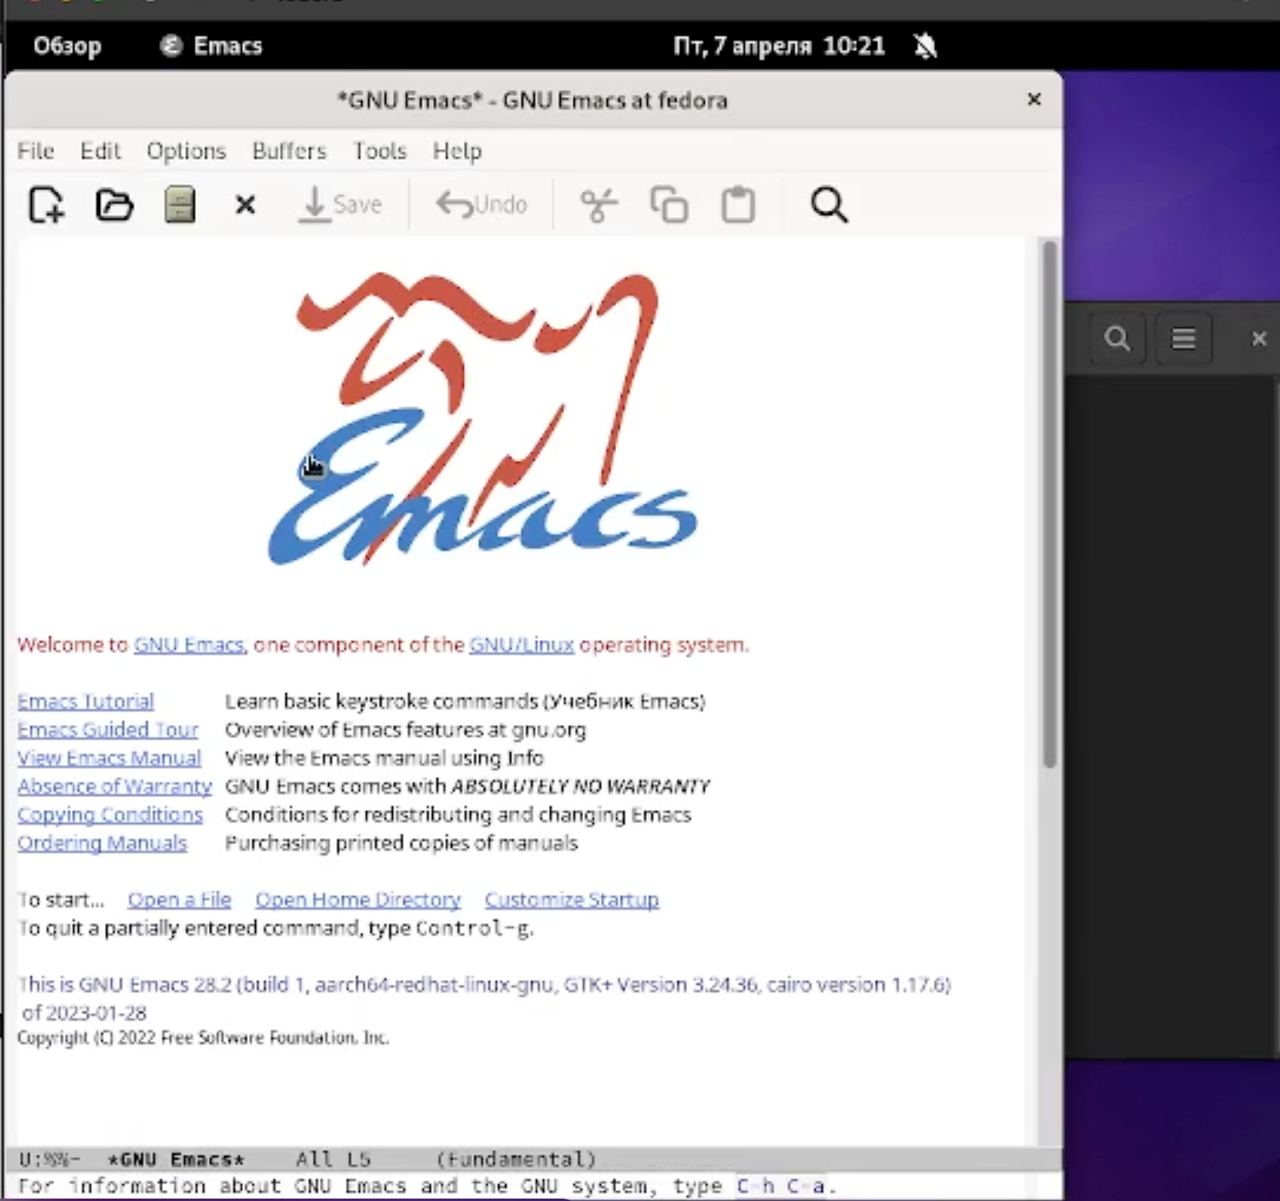 Обзор Emacs Пт, 7 апреля 10:21
*GNU Emacs* - GNU Emacs at fedora
File Edit Options Buffers Tools Help
Save Undo
Emacs
Welcome to GNU Emacs, one component of the GNU/Linux operating system.
Emacs Tutorial Learn basic keystroke commands (Учебник Emacs)
Emacs Guided Tour Overview of Emacs features at gnu.org
View Emacs Manual View the Emacs manual using Info
Absence of Warranty GNU Emacs comes with ABSOLUTELY NO WARRANTY
Copying Conditions Conditions for redistributing and changing Emacs
Ordering Manuals Purchasing printed copies of manuals
To start... Open a File Open Home Directory Customize Startup
To quit a partially entered command, type Control-g.
This is GNU Emacs 28.2 (build 1, aarch64-redhat-linux-gnu, GTK+ Version 3.24.36, cairo version 1.17.6)
of 2023-01-28
Copyright (C) 2022 Free Software Foundation, Inc.
U:%%- *GNU Emacs* All L5 (Fundamental)
For information about GNU Emacs and the GNU system, type C-h C-a.